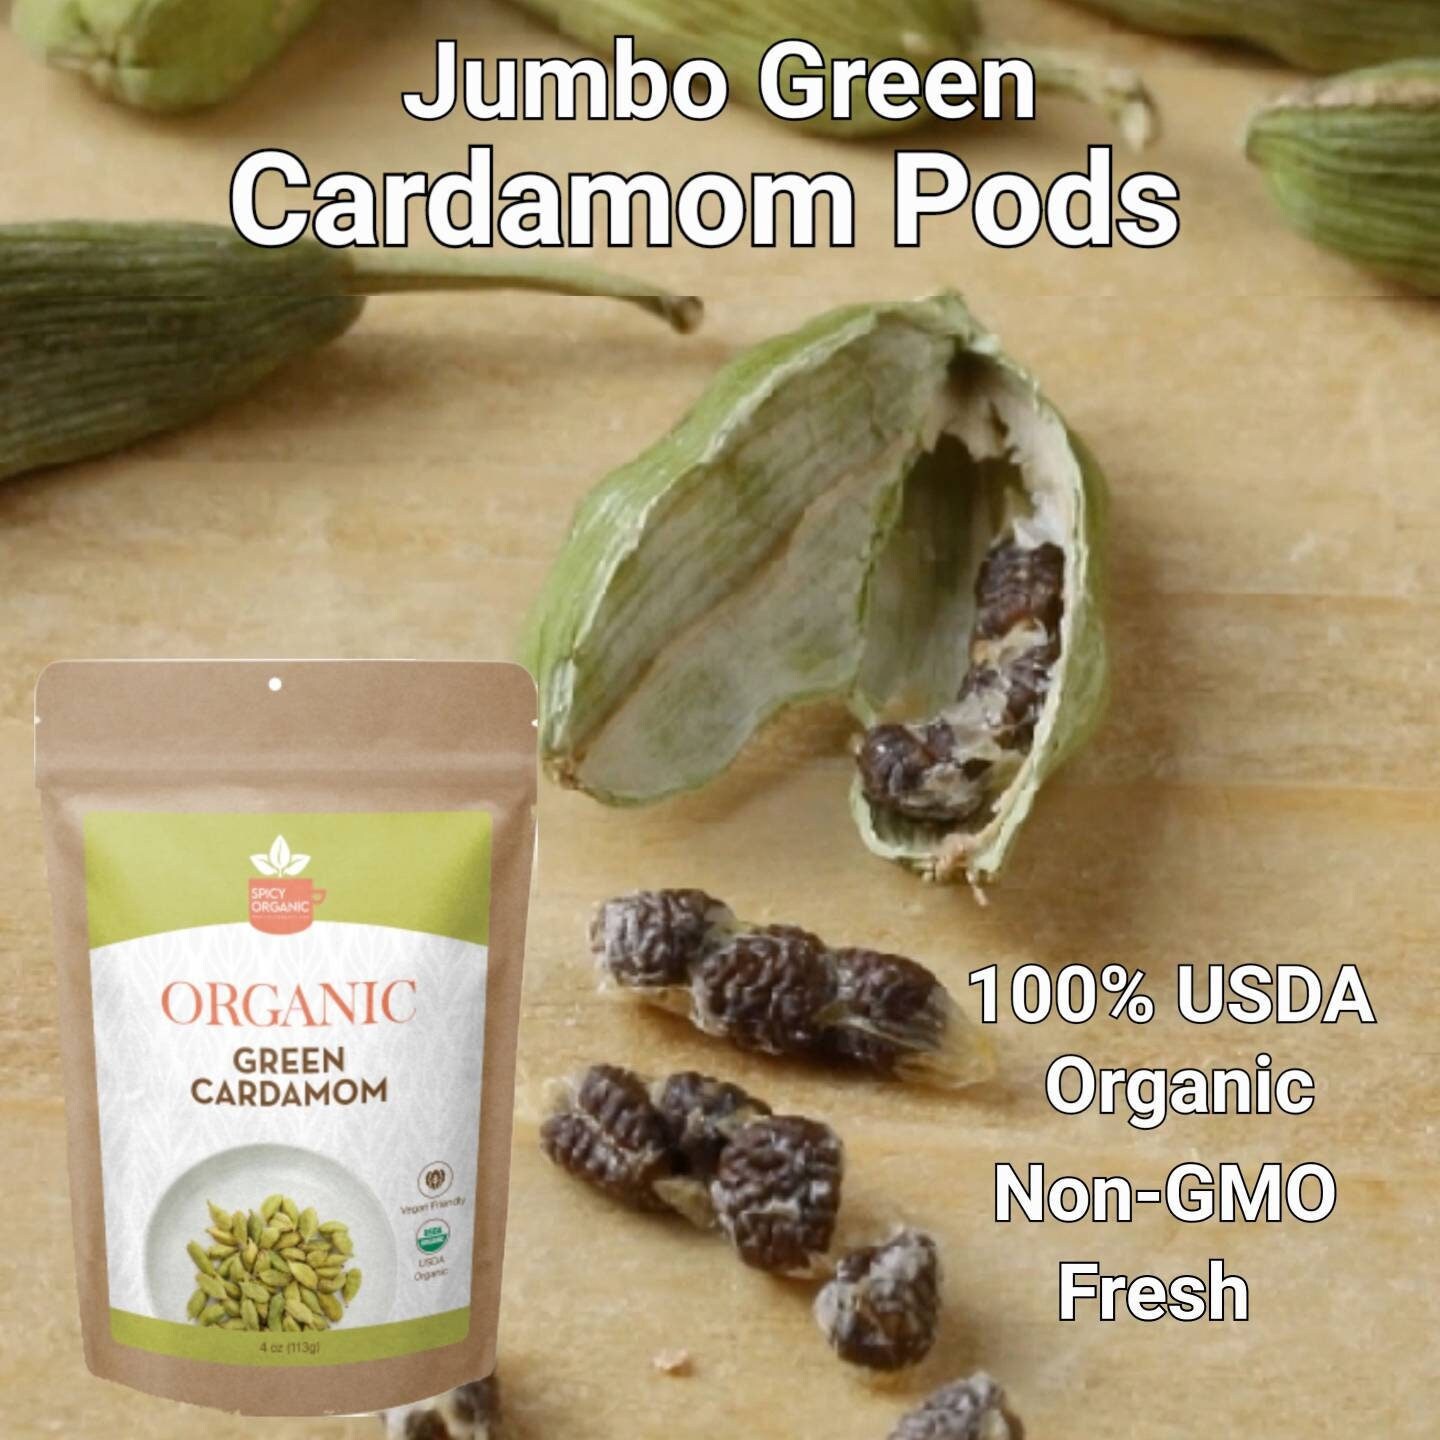 Jumbo Green
Cardamom Pods
SPICY
ORGANIC
ORGANIC
GREEN
CARDAMOM
Vegan Friendly
USDA
ORGANIC
USDA
Organic
4 oz (113g)
100% USDA
Organic
Non-GMO
Fresh